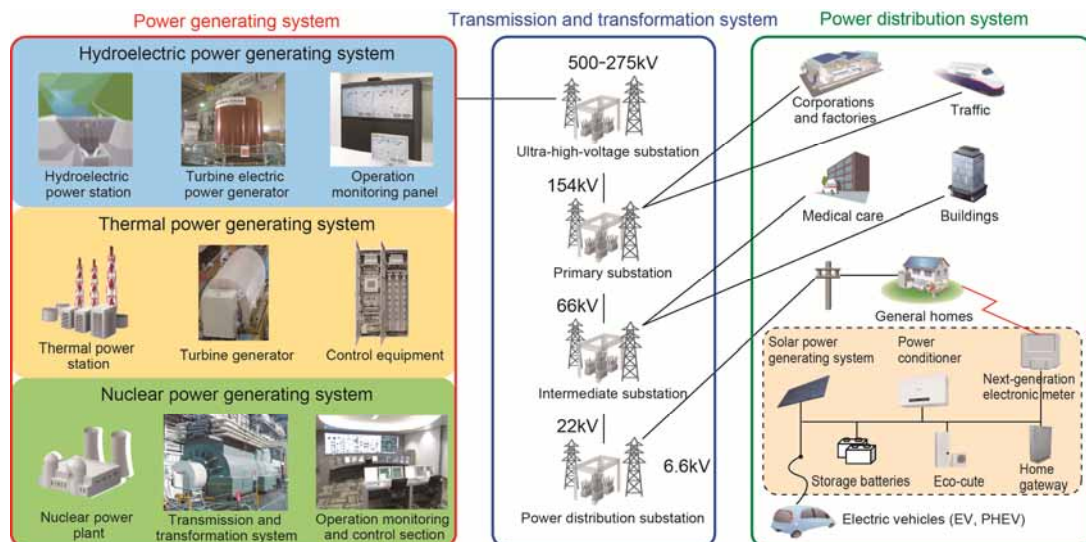 Power generating system
Hydroelectric power generating system
Hydroelectric
power station
Turbine electric
power generator
Operation
monitoring panel
Thermal power generating system
Thermal power
station
Turbine generator
Control equipment
Nuclear power generating system
Nuclear power
plant
Transmission and
transformation system
Operation monitoring
and control section
Transmission and transformation system
500-275kV
Ultra-high-voltage substation
154kV
Primary substation
66kV
Intermediate substation
22kV
6.6kV
Power distribution substation
Power distribution system
Corporations
and factories
Traffic
Medical care
Buildings
General homes
Solar power
generating system
Power
conditioner
Next-generation
electronic meter
Storage batteries
Eco-cute
Home
gateway
Electric vehicles (EV, PHEV)